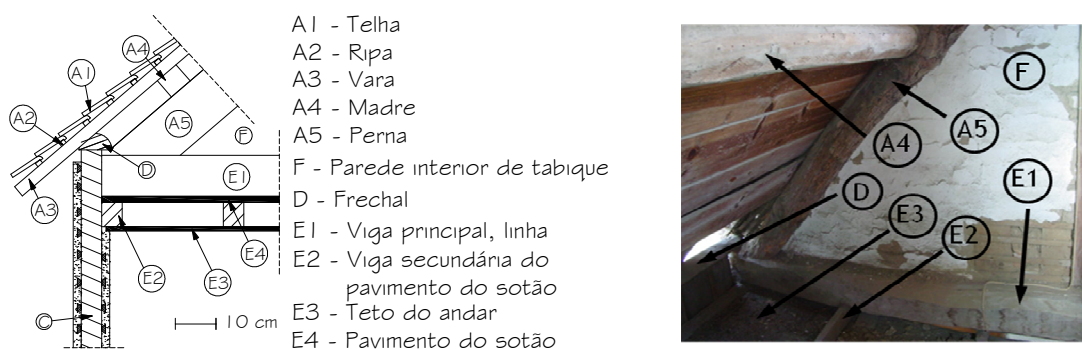 A4
A1
A2
A5
F
D
E1
A3
E2
E3
E4
C
10 cm
A1 - Telha
A2 - Ripa
A3 - Vara
A4 - Madre
A5 - Perna
F - Parede interior de tabique
D - Frechal
E1 - Viga principal, linha
E2 - Viga secundária do
pavimento do sotão
E3 - Teto do andar
E4 - Pavimento do sotão
F
A5
A4
E1
D
E3
E2